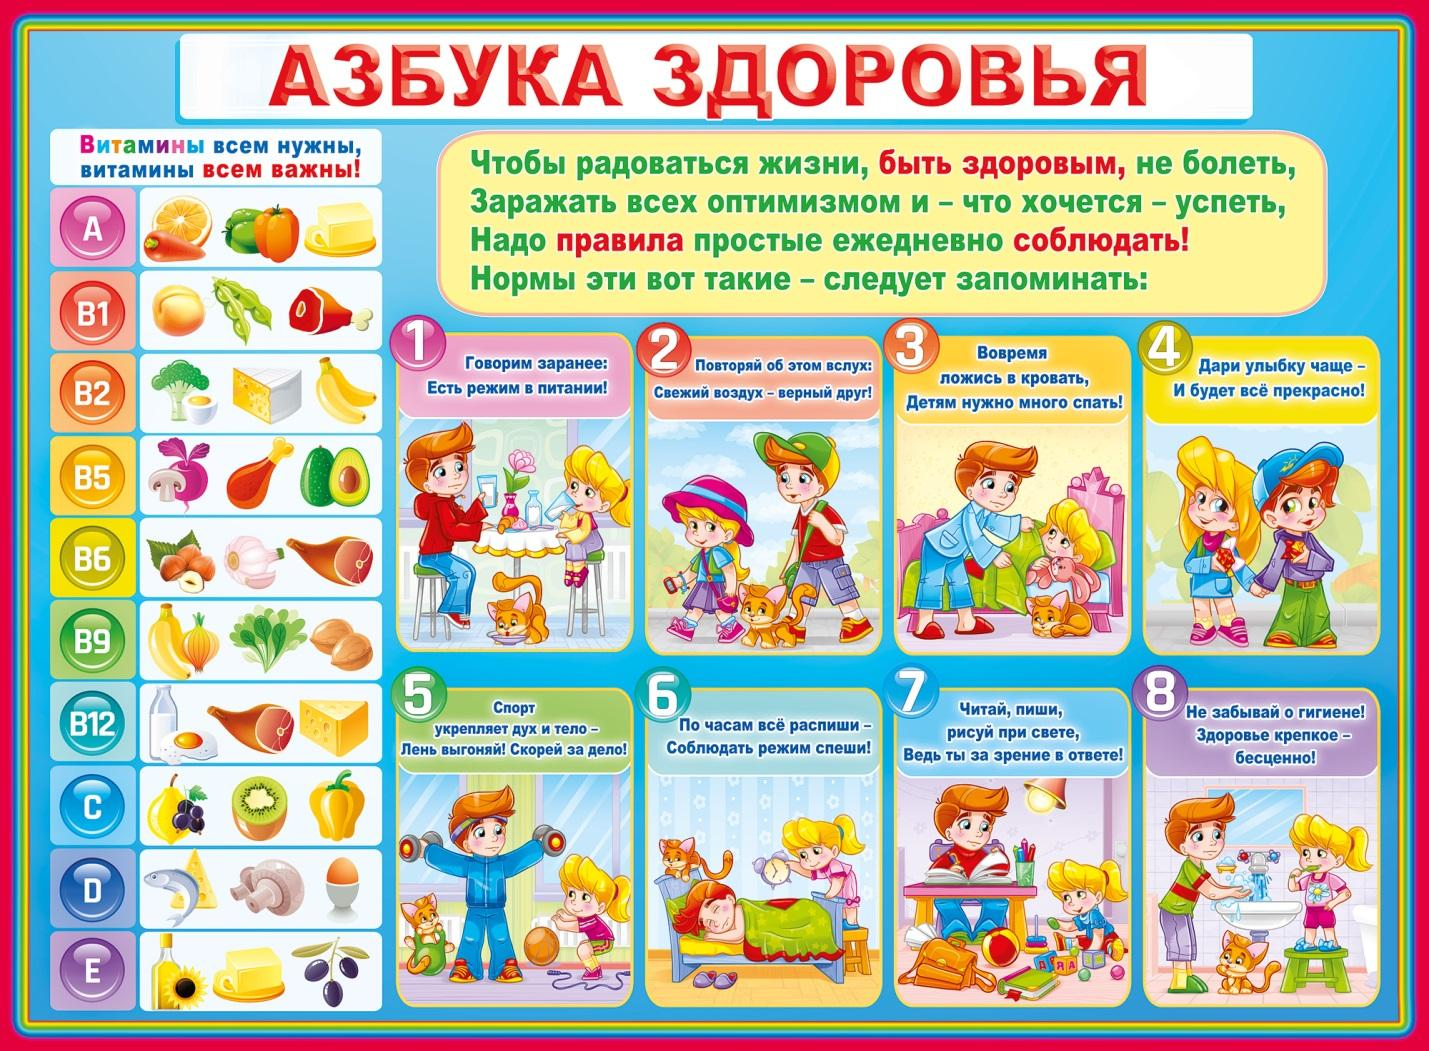 АЗБУКА ЗДОРОВЬЯ
Витамины всем нужны,
витамины всем важны!
A
B1
B2
B5
B6
B9
B12
C
D
E
Чтобы радоваться жизни, быть здоровым, не болеть,
Заражать всех оптимизмом и – что хочется – успеть,
Надо правила простые ежедневно соблюдать!
Нормы эти вот такие – следует запоминать:
1
Говорим заранее:
Есть режим в питании!
2
Повторяй об этом вслух:
Свежий воздух – верный друг!
3
Вовремя
ложись в кровать,
Детям нужно много спать!
4
Дари улыбку чаще –
И будет всё прекрасно!
5
Спорт
укрепляет дух и тело –
Лень выгоняй! Скорей за дело!
6
По часам всё распиши –
Соблюдать режим спеши!
7
Читай, пиши,
рисуй при свете,
Ведь ты за зрение в ответе!
8
Не забывай о гигиене!
Здоровье крепкое –
бесценно!